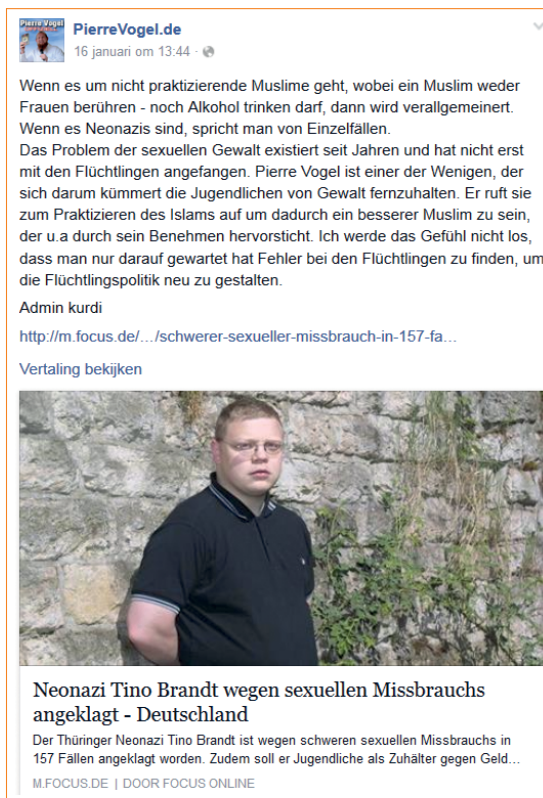 PierreVogel.de
16 januari om 13:44 ·
Wenn es um nicht praktizierende Muslime geht, wobei ein Muslim weder
Frauen berühren - noch Alkohol trinken darf, dann wird verallgemeinert.
Wenn es Neonazis sind, spricht man von Einzelfällen.
Das Problem der sexuellen Gewalt existiert seit Jahren und hat nicht erst
mit den Flüchtlingen angefangen. Pierre Vogel ist einer der Wenigen, der
sich darum kümmert die Jugendlichen von Gewalt fernzuhalten. Er ruft sie
zum Praktizieren des Islams auf um dadurch ein besserer Muslim zu sein,
der u.a durch sein Benehmen hervorsticht. Ich werde das Gefühl nicht los,
dass man nur darauf gewartet hat Fehler bei den Flüchtlingen zu finden, um
die Flüchtlingspolitik neu zu gestalten.
Admin kurdi
http://m.focus.de/.../schwerer-sexueller-missbrauch-in-157-fa...
Vertaling bekijken
Neonazi Tino Brandt wegen sexuellen Missbrauchs
angeklagt - Deutschland
Der Thüringer Neonazi Tino Brandt ist wegen schweren sexuellen Missbrauchs in
157 Fällen angeklagt worden. Zudem soll er Jugendliche als Zuhälter gegen Geld...
M.FOCUS.DE | DOOR FOCUS ONLINE